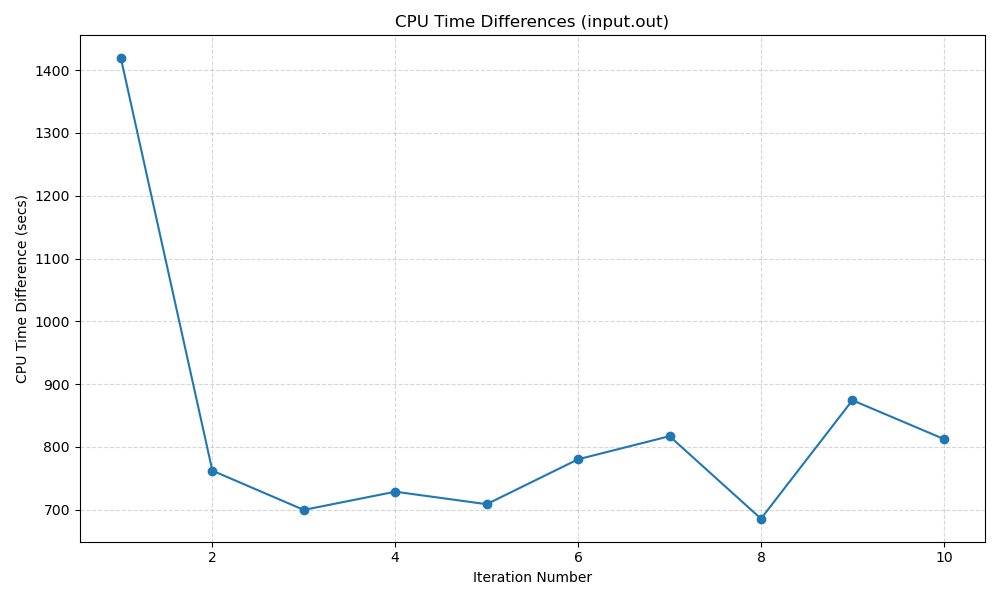 CPU Time Differences (input.out)
CPU Time Difference (secs)
1400
1300
1200
1100
1000
900
800
700
2 4 6 8 10
Iteration Number